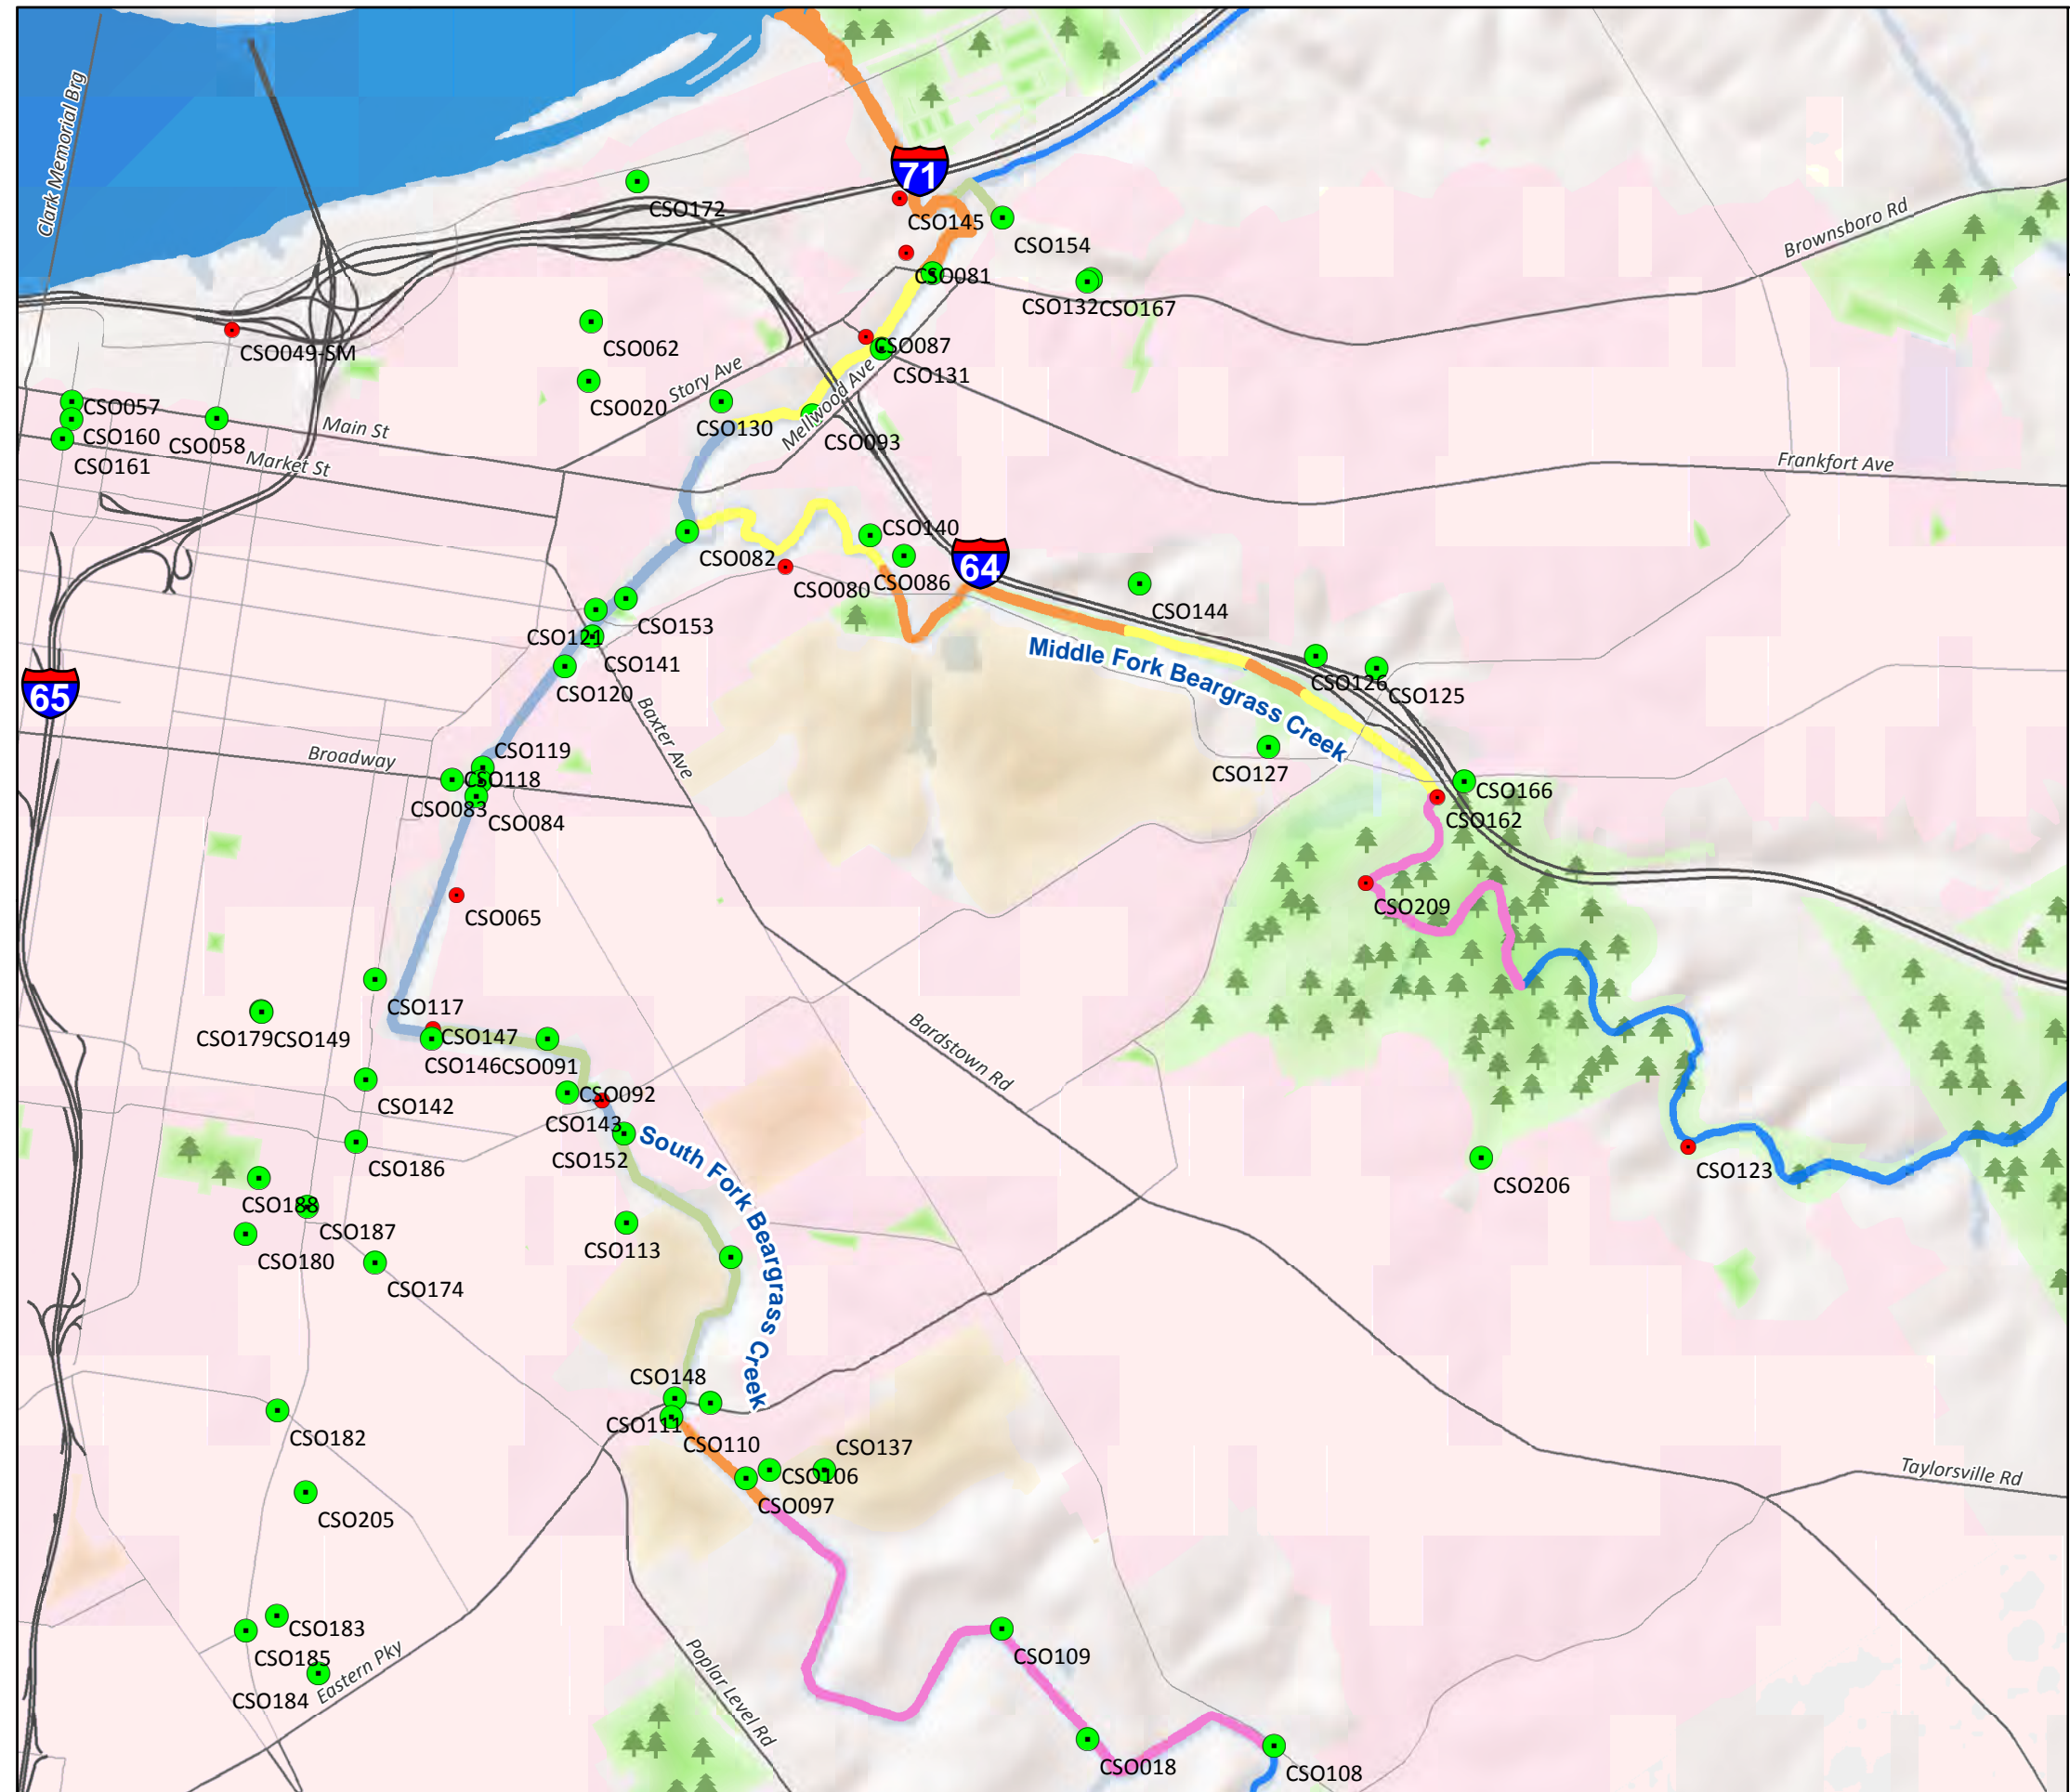 Clark Memorial Brg
71
CSO172
CSO145
CSO154
Brownsboro Rd
CSO081
CSO132
CSO167
CSO049-SM
CSO062
CSO087
CSO131
Story Ave
Mellwood Ave
CSO020
CSO057
CSO160
CSO058
CSO161
Main St
Market St
CSO130
CSO093
Frankfort Ave
CSO140
CSO082
CSO080
CSO086
64
CSO144
CSO153
CSO121
CSO141
CSO120
Middle Fork Beargrass Creek
CSO126
CSO125
65
Baxter Ave
Broadway
CSO119
CSO118
CSO083
CSO084
CSO127
CSO166
CSO162
CSO065
CSO209
CSO117
CSO179
CSO149
CSO147
CSO146
CSO091
Bardstown Rd
CSO142
CSO092
CSO143
CSO152
South Fork Beargrass Creek
CSO186
CSO206
CSO123
CSO188
CSO187
CSO180
CSO113
CSO174
CSO148
CSO111
CSO110
CSO182
CSO137
CSO106
CSO097
Taylorsville Rd
CSO205
CSO183
CSO185
CSO184
Eastern Pky
Poplar Level Rd
CSO109
CSO018
CSO108